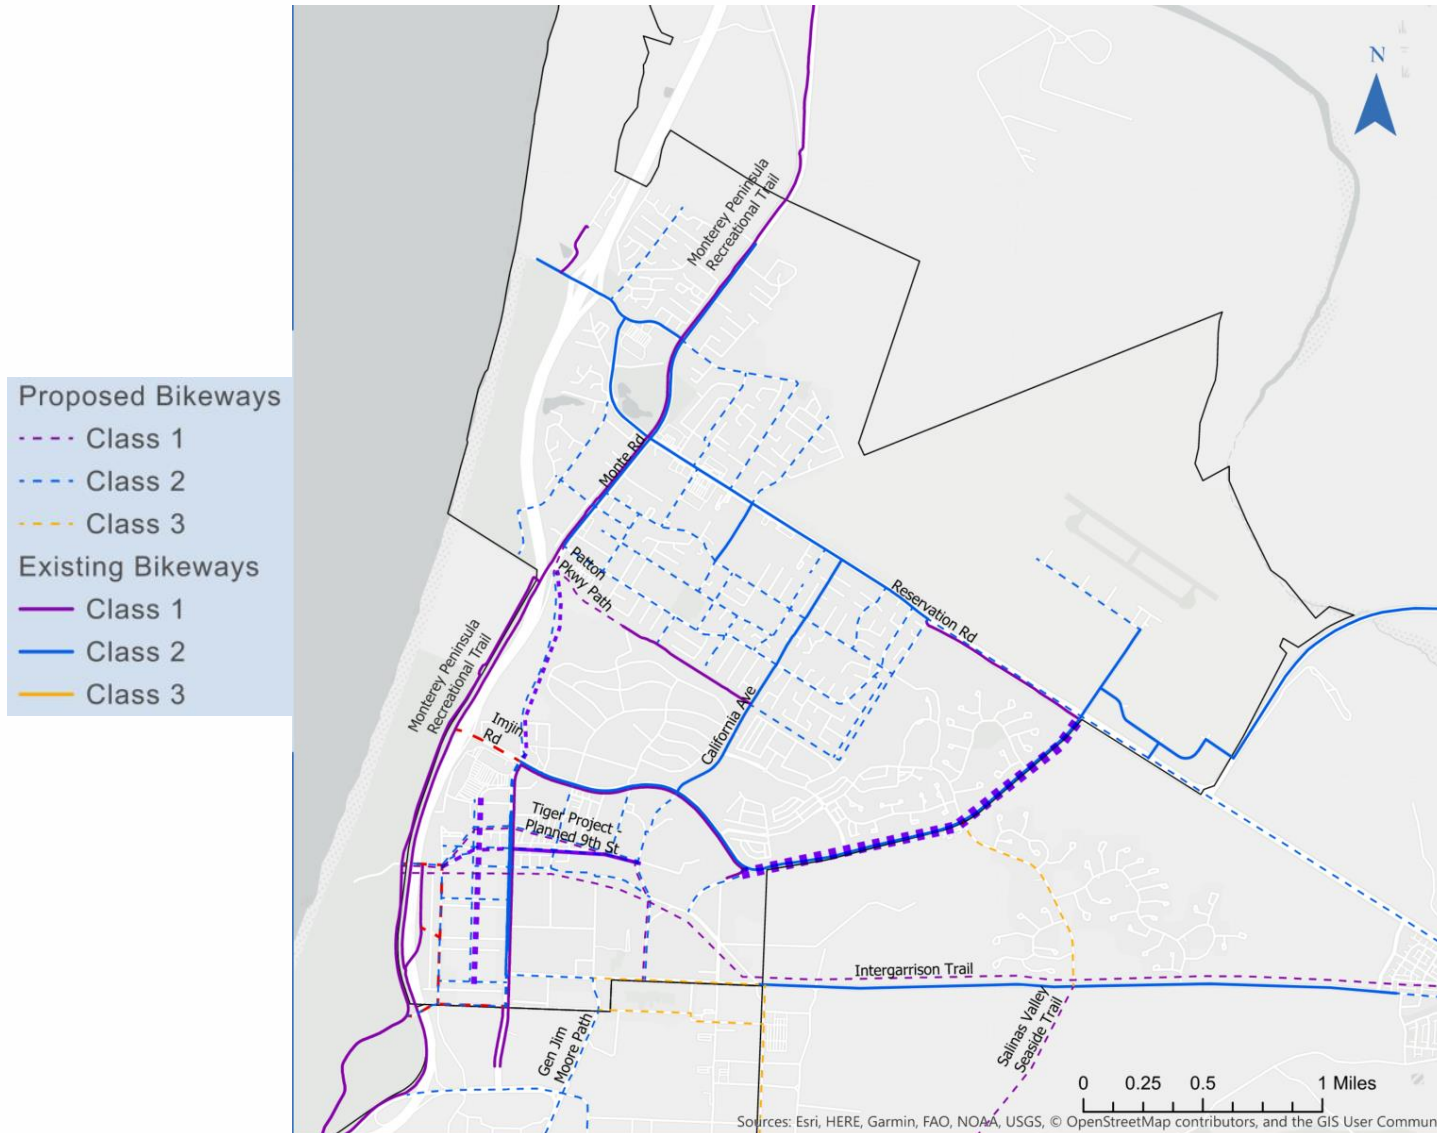 Proposed Bikeways
Class 1
Class 2
Class 3
Existing Bikeways
Class 1
Class 2
Class 3
N
Monterey Peninsula
Recreational Trail
Monte Rd
Patton
Pkwy Path
Reservation Rd
Monterey Peninsula
Recreational Trail
Imjin
Rd
California Ave
Tiger Project -
Planned 9th St
Intergarrison Trail
Salinas Valley
Seaside Trail
Gen Jim
Moore Path
0 0.25 0.5 1 Miles
Sources: Esri, HERE, Garmin, FAO, NOAA, USGS, © OpenStreetMap contributors, and the GIS User Commun